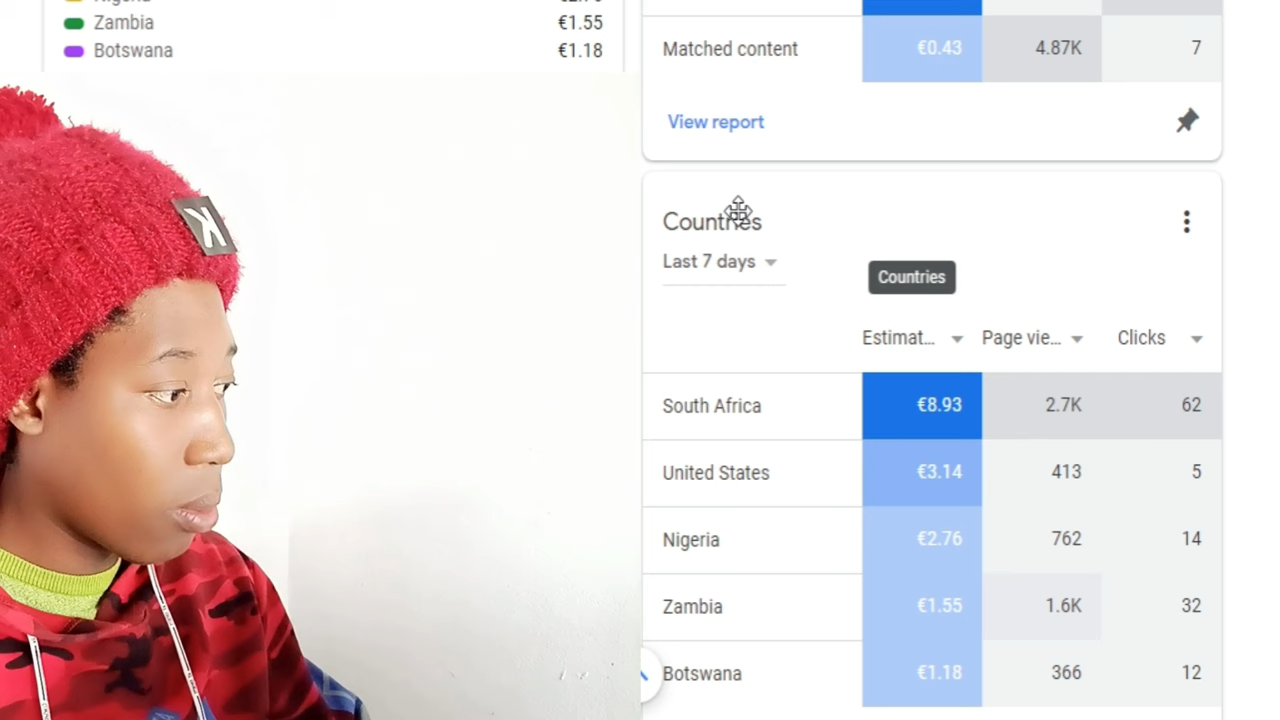 Zambia €1.55
Botswana €1.18
K
Matched content €0.43 4.87K 7
View report
Countries
Last 7 days
Countries
Estimat... Page vie... Clicks
South Africa €8.93 2.7K 62
United States €3.14 413 5
Nigeria €2.76 762 14
Zambia €1.55 1.6K 32
Botswana €1.18 366 12